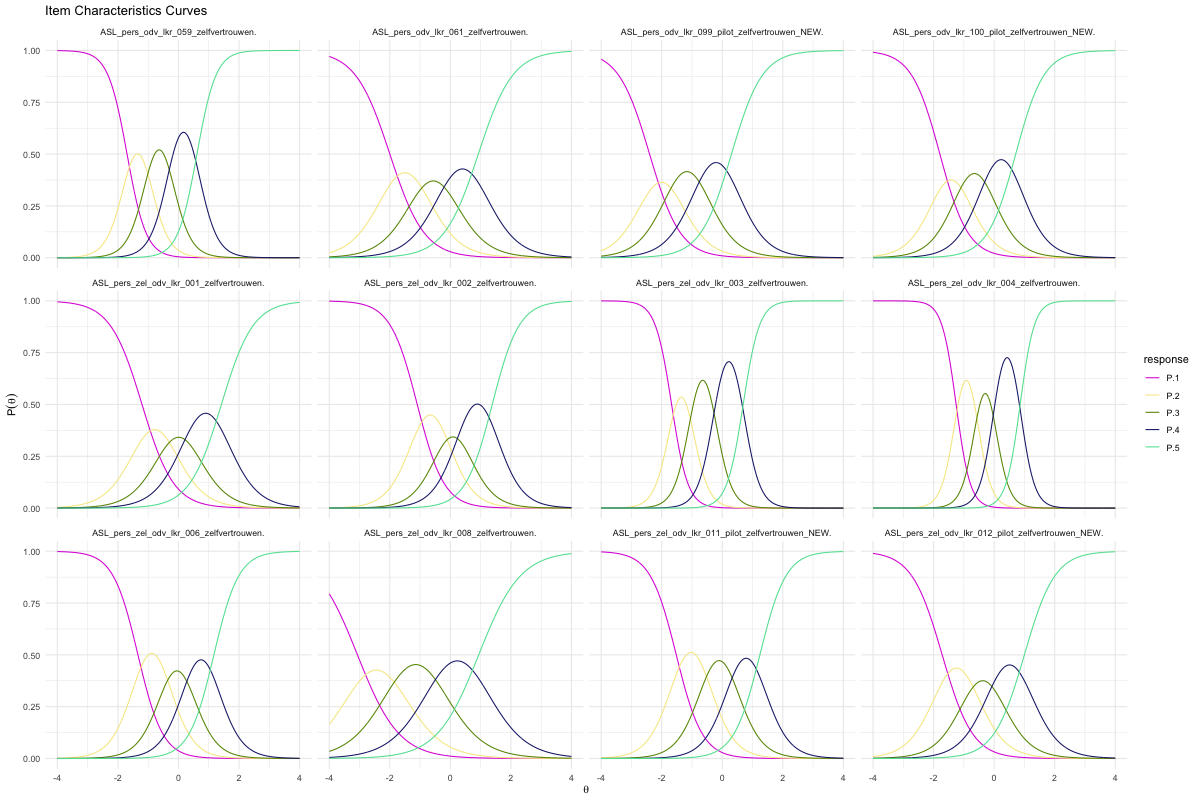 Item Characteristics Curves
ASL_pers_odv_lkr_059_zelfvertrouwen.
ASL_pers_odv_lkr_061_zelfvertrouwen.
ASL_pers_odv_lkr_099_pilot_zelfvertrouwen_NEW.
ASL_pers_odv_lkr_100_pilot_zelfvertrouwen_NEW.
1.00
0.75
0.50
0.25
0.00
ASL_pers_zel_odv_lkr_001_zelfvertrouwen.
ASL_pers_zel_odv_lkr_002_zelfvertrouwen.
ASL_pers_zel_odv_lkr_003_zelfvertrouwen.
ASL_pers_zel_odv_lkr_004_zelfvertrouwen.
1.00
0.75
0.50
0.25
0.00
P(θ)
ASL_pers_zel_odv_lkr_006_zelfvertrouwen.
ASL_pers_zel_odv_lkr_008_zelfvertrouwen.
ASL_pers_zel_odv_lkr_011_pilot_zelfvertrouwen_NEW.
ASL_pers_zel_odv_lkr_012_pilot_zelfvertrouwen_NEW.
1.00
0.75
0.50
0.25
0.00
-4 -2 0 2 4
-4 -2 0 2 4
-4 -2 0 2 4
-4 -2 0 2 4
θ
response
P.1
P.2
P.3
P.4
P.5